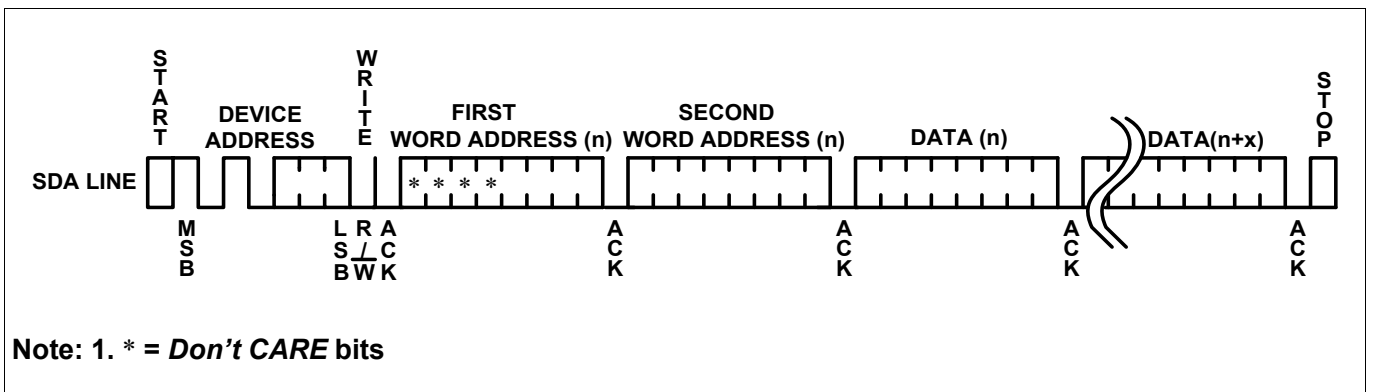 START
WRITE
STOP
DEVICE
ADDRESS
FIRST
WORD ADDRESS (n)
SECOND
WORD ADDRESS (n)
DATA (n)
DATA(n+x)
SDA LINE
* * * *
MSB
LSB
R/W
ACK
ACK
ACK
ACK
ACK
Note: 1. * = Don't CARE bits